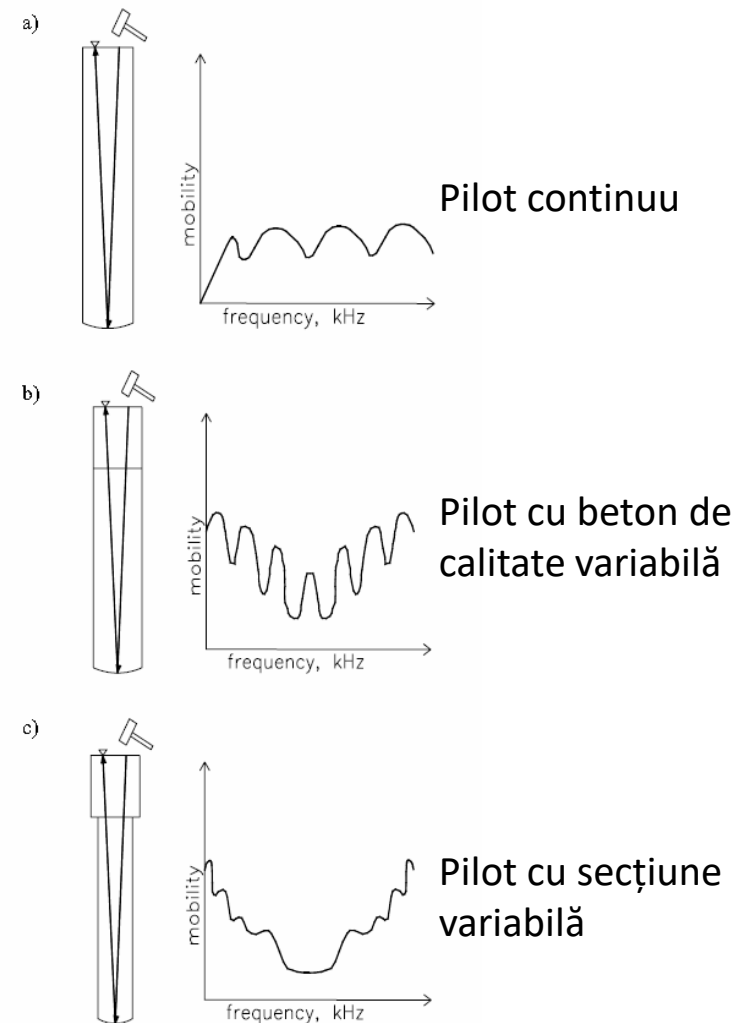 a)
mobility
frequency, kHz
Pilot continuu
b)
mobility
frequency, kHz
Pilot cu beton de
calitate variabilă
c)
mobility
frequency, kHz
Pilot cu secțiune
variabilă